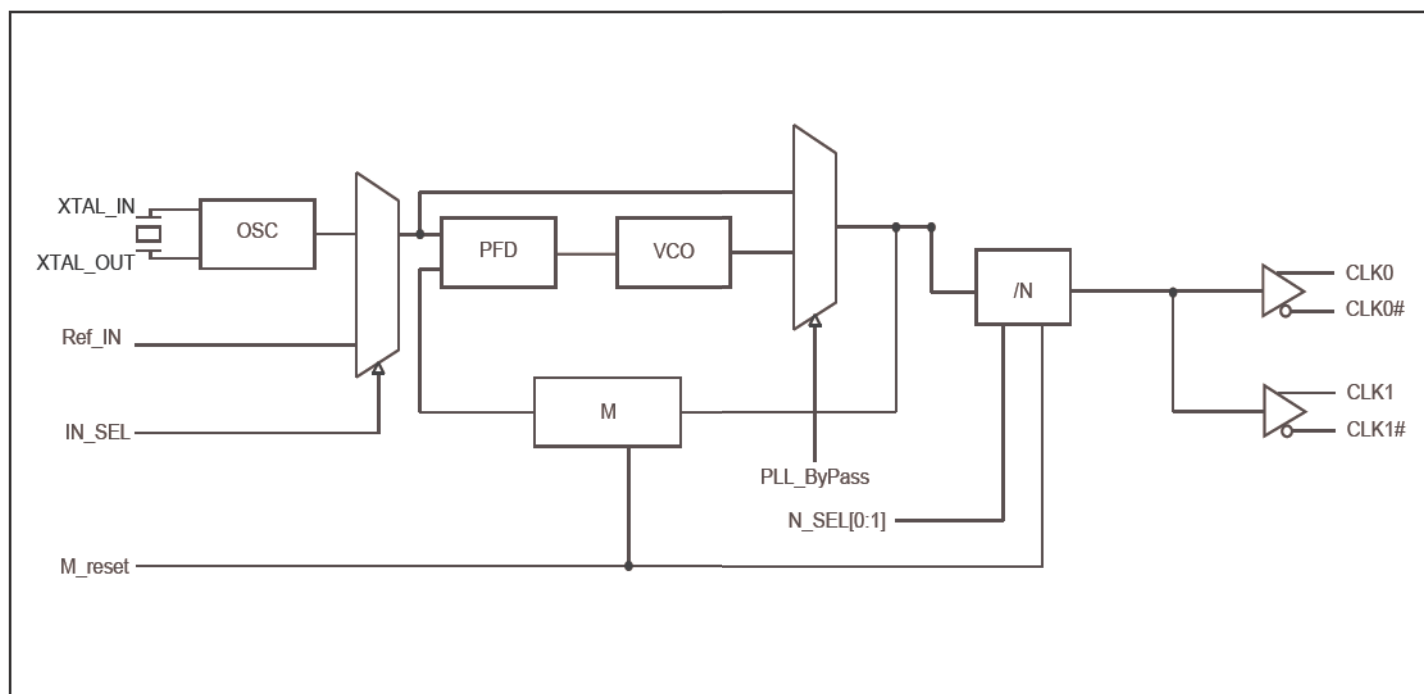 XTAL_IN
OSC
XTAL_OUT
PFD
VCO
Ref_IN
/N
CLK0
CLK0#
M
CLK1
CLK1#
IN_SEL
PLL_ByPass
N_SEL[0:1]
M_reset